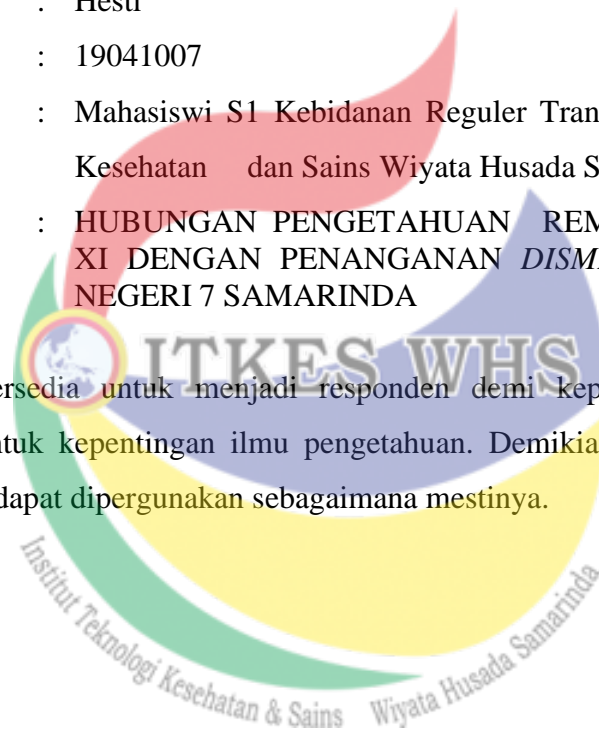 : Hesti
: 19041007
: Mahasiswi S1 Kebidanan Reguler Tran
Kesehatan dan Sains Wiyata Husada S
: HUBUNGAN PENGETAHUAN REM
XI DENGAN PENANGANAN DISM
NEGERI 7 SAMARINDA
ITKES WHS
ersedia untuk menjadi responden demi kep
ntuk kepentingan ilmu pengetahuan. Demikia
dapat dipergunakan sebagaimana mestinya.
Institut Teknologi Kesehatan & Sains Wiyata Husada Samarinda